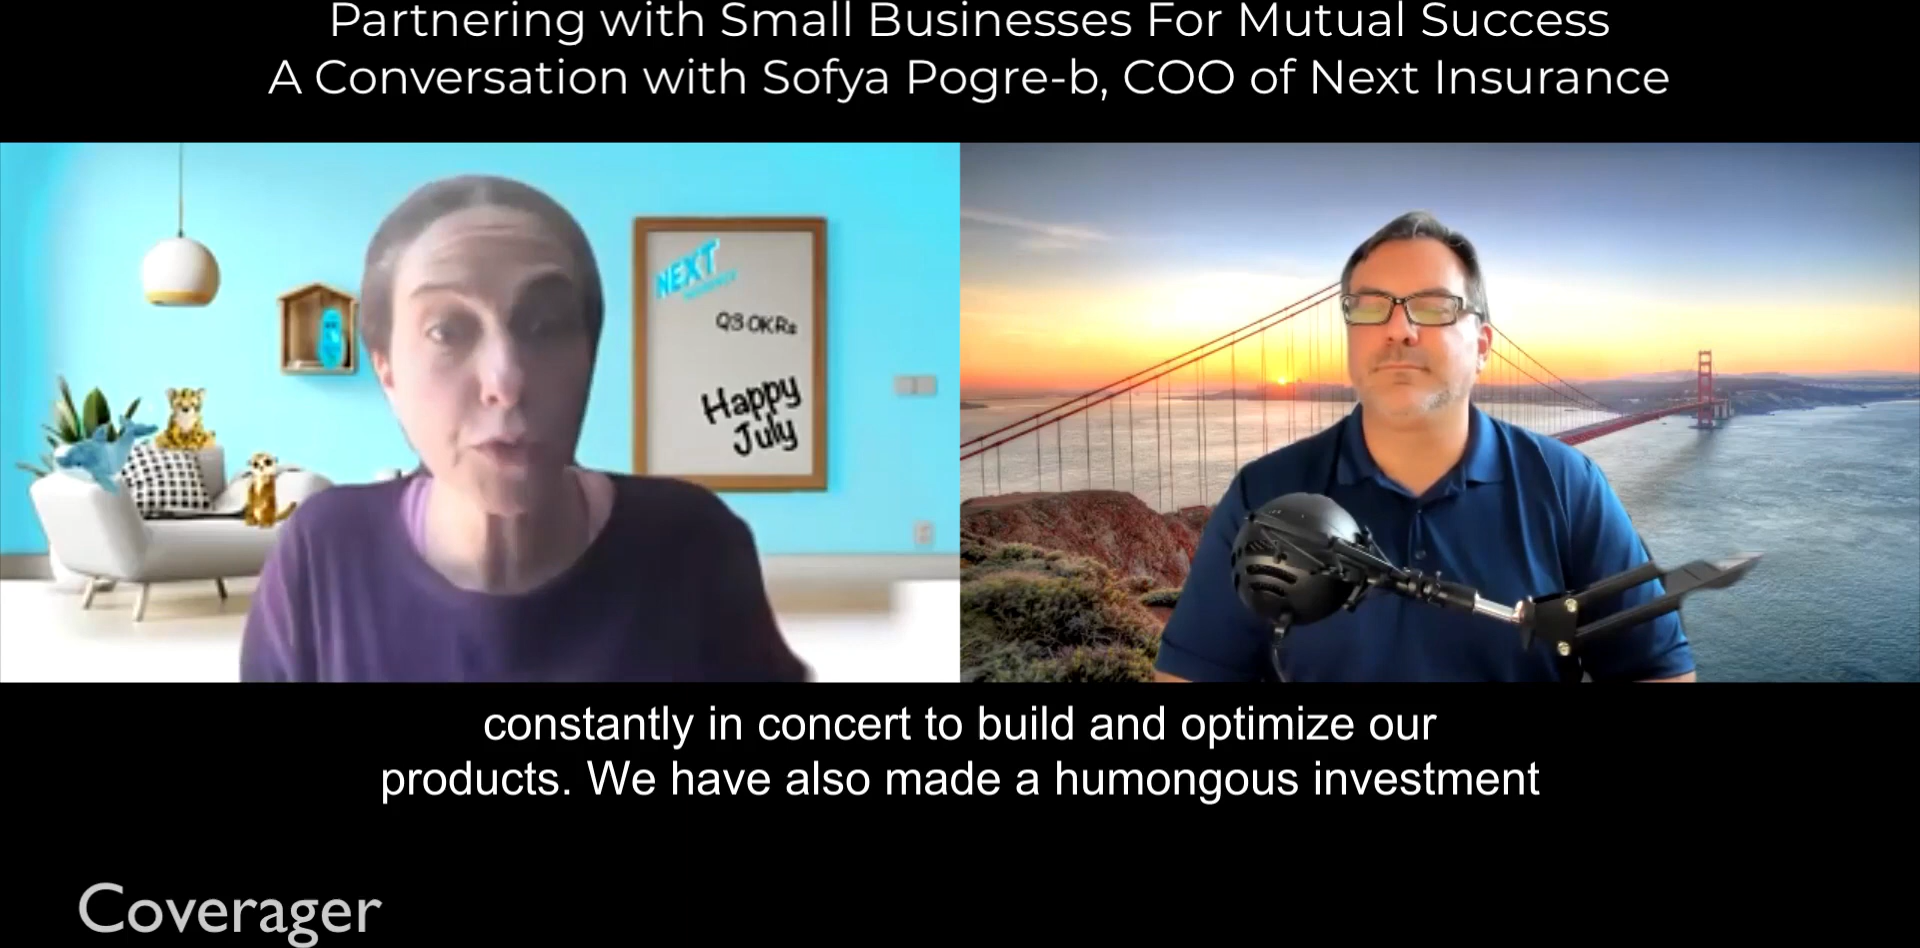 Partnering with Small Businesses For Mutual Success
A Conversation with Sofya Pogre-b, COO of Next Insurance
NEXT
Q3 OKRs
Happy
July
constantly in concert to build and optimize our
products. We have also made a humongous investment
Coverager